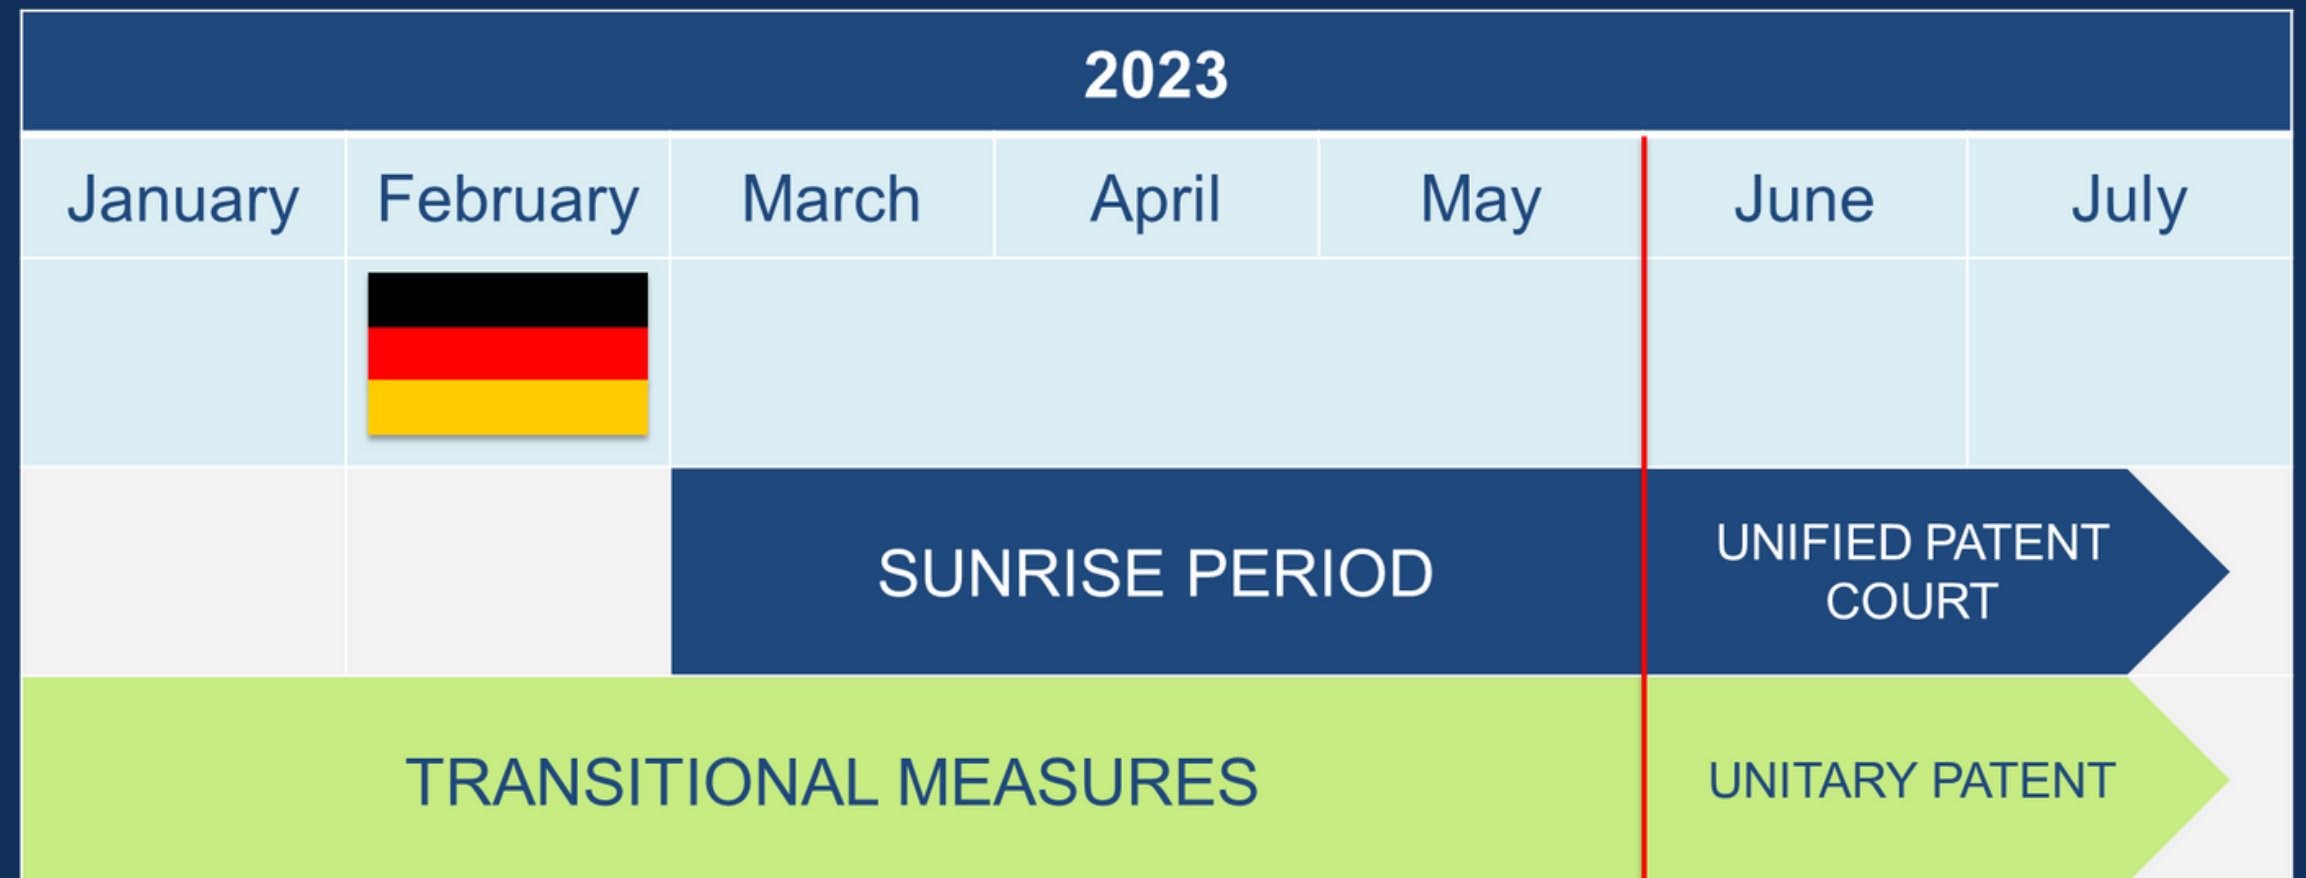 2023
January February March April May June July
SUNRISE PERIOD
UNIFIED PATENT
COURT
TRANSITIONAL MEASURES
UNITARY PATENT